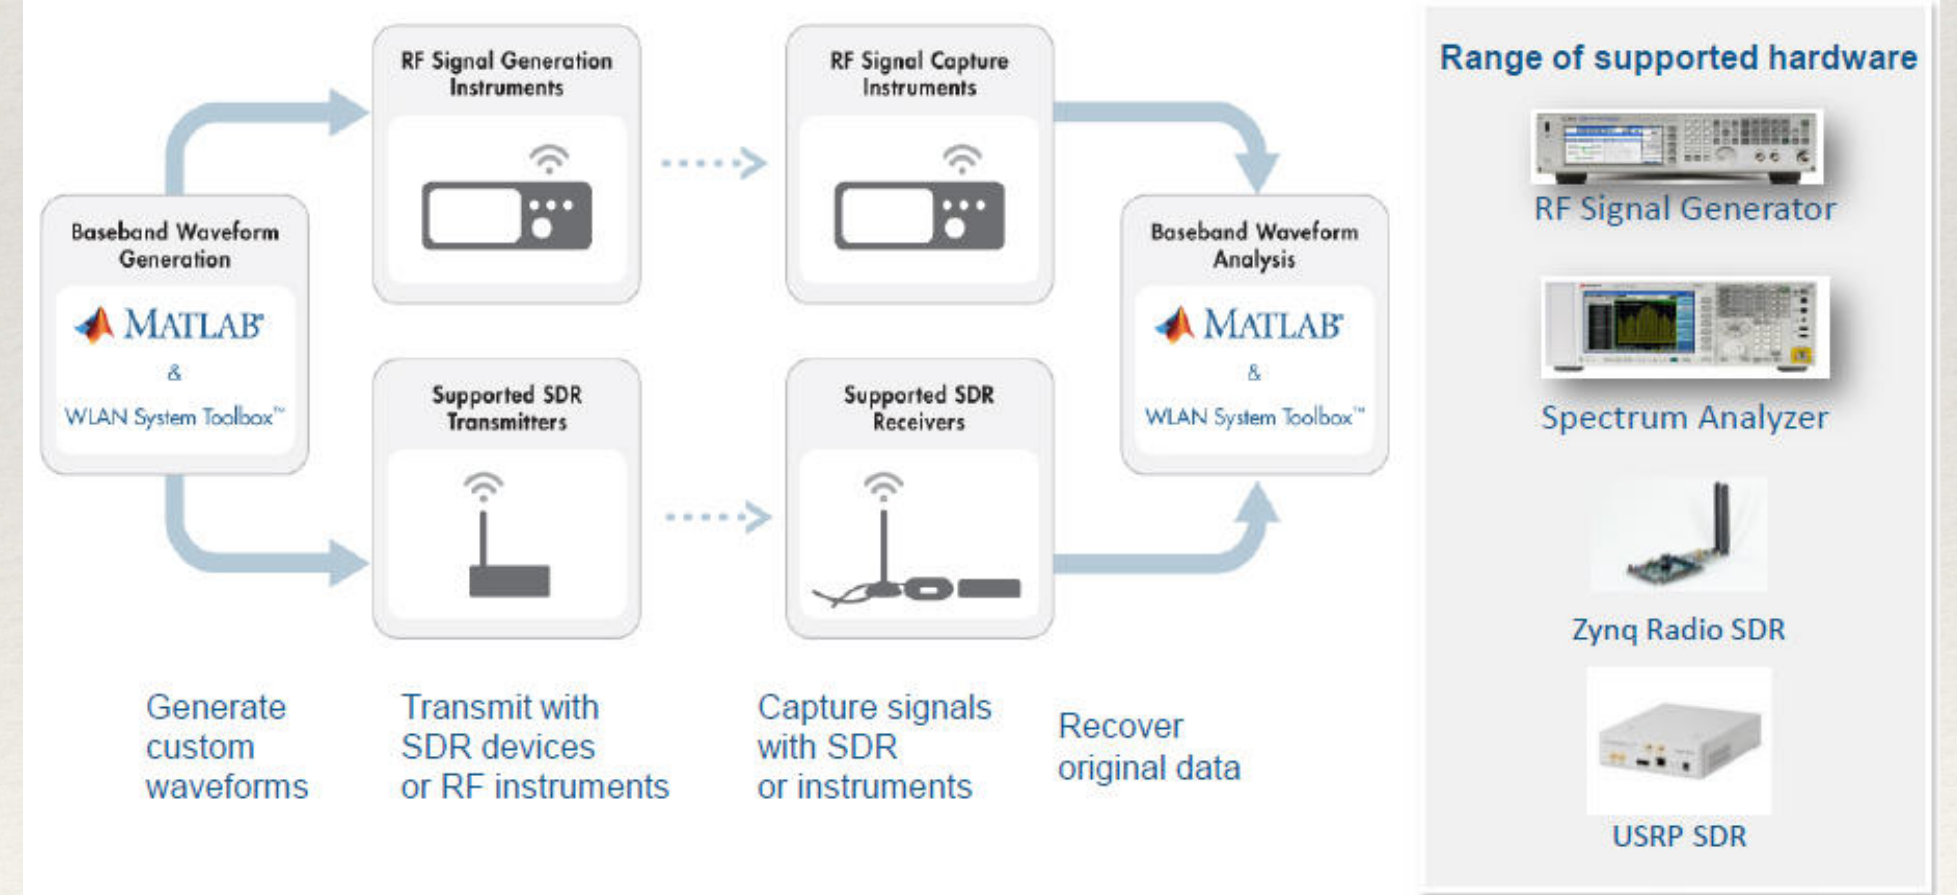 RF Signal Generation
Instruments
RF Signal Capture
Instruments
Baseband Waveform
Generation
MATLAB®
&
WLAN System Toolbox™
Supported SDR
Transmitters
Supported SDR
Receivers
Baseband Waveform
Analysis
MATLAB®
&
WLAN System Toolbox™
Generate
custom
waveforms
Transmit with
SDR devices
or RF instruments
Capture signals
with SDR
or instruments
Recover
original data
Range of supported hardware
RF Signal Generator
Spectrum Analyzer
Zynq Radio SDR
USRP SDR